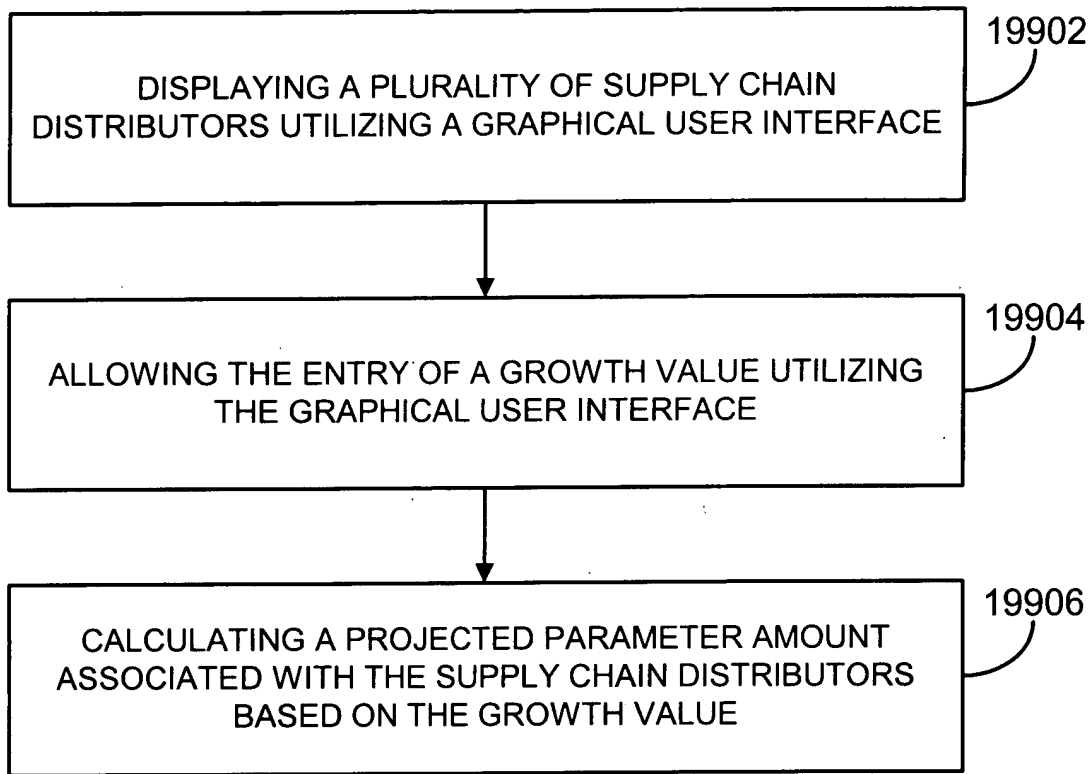 19902
DISPLAYING A PLURALITY OF SUPPLY CHAIN
DISTRIBUTORS UTILIZING A GRAPHICAL USER INTERFACE
19904
ALLOWING THE ENTRY OF A GROWTH VALUE UTILIZING
THE GRAPHICAL USER INTERFACE
19906
CALCULATING A PROJECTED PARAMETER AMOUNT
ASSOCIATED WITH THE SUPPLY CHAIN DISTRIBUTORS
BASED ON THE GROWTH VALUE